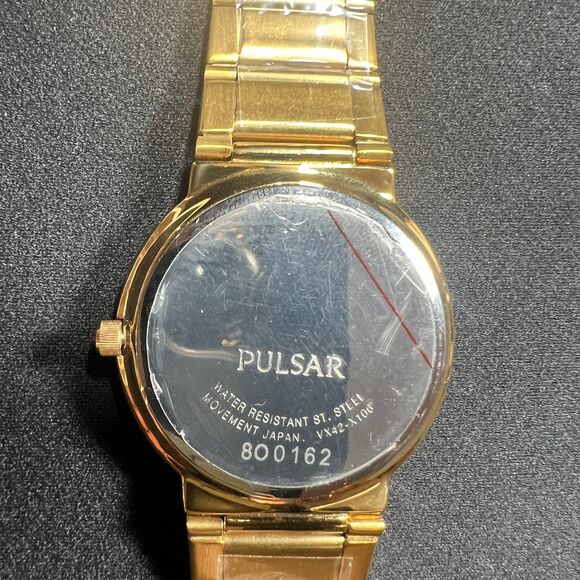 PULSAR
WATER RESISTANT ST. STEEL
MOVEMENT JAPAN. VX42-X106
800162